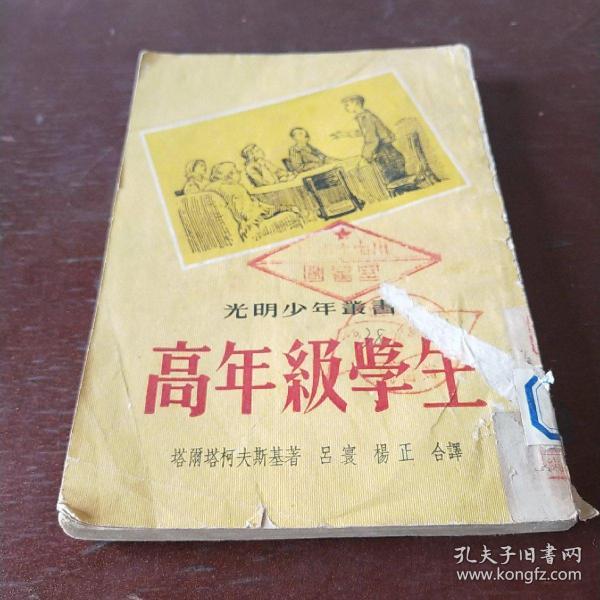 光明少年叢書
高年級學生
塔爾塔柯夫斯基著 呂寰 楊正 合譯
孔夫子旧书网
www.kongfz.com